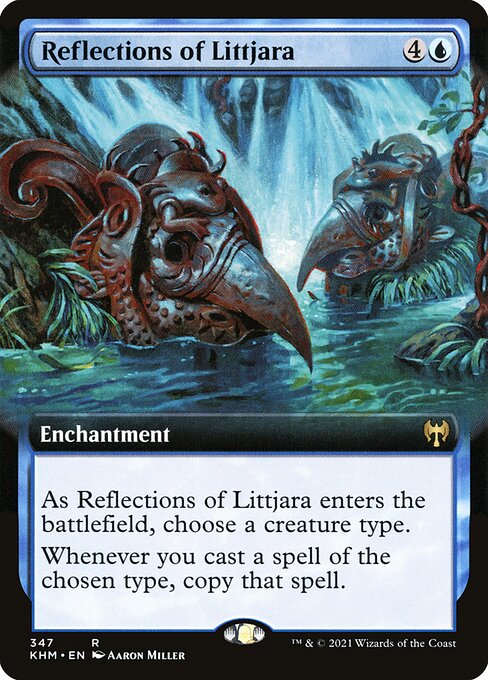 Reflections of Littjara 4
Enchantment
As Reflections of Littjara enters the
battlefield, choose a creature type.
Whenever you cast a spell of the
chosen type, copy that spell.
347 R
KHM • EN Aaron Miller
™ & © 2021 Wizards of the Coast